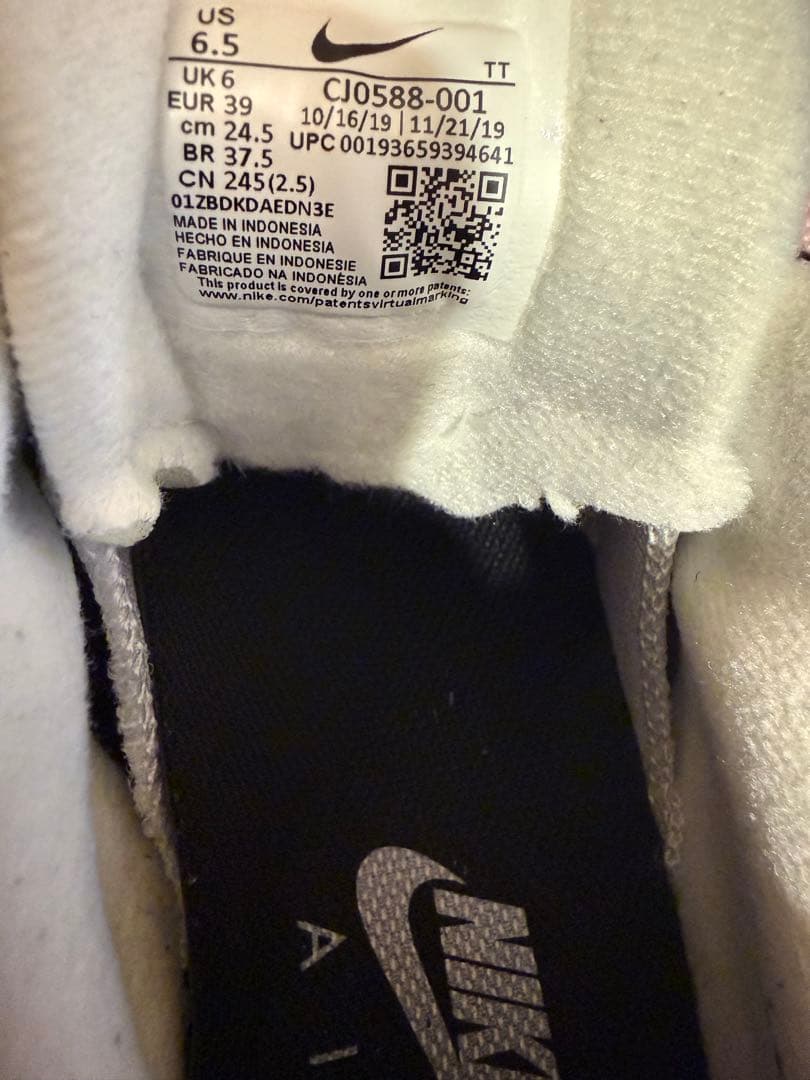 US
6.5
TT
UK 6
EUR 39
cm 24.5
BR 37.5
CN 245(2.5)
01ZBDKDAEDN3E
CJ0588-001
10/16/19 | 11/21/19
UPC 00193659394641
MADE IN INDONESIA
HECHO EN INDONESIA
FABRIQUE EN INDONESIE
FABRICADO NA INDONÉSIA
This product is covered by one or more patents:
www.nike.com/patentsvirtualmarking
NIK
A I